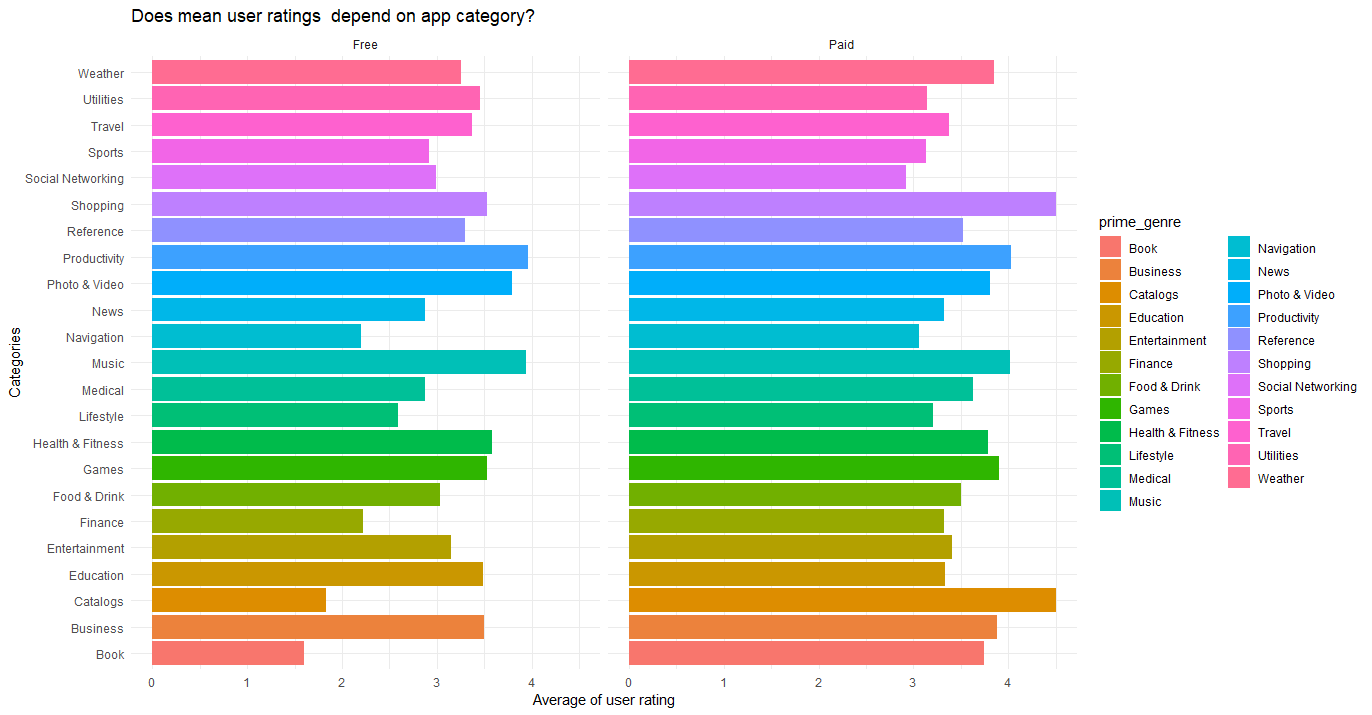 Does mean user ratings  depend on app category?
Free
Paid
Categories
Weather
Utilities
Travel
Sports
Social Networking
Shopping
Reference
Productivity
Photo & Video
News
Navigation
Music
Medical
Lifestyle
Health & Fitness
Games
Food & Drink
Finance
Entertainment
Education
Catalogs
Business
Book
0 1 2 3 4
0 1 2 3 4
Average of user rating
prime_genre
Book
Business
Catalogs
Education
Entertainment
Finance
Food & Drink
Games
Health & Fitness
Lifestyle
Medical
Music
Navigation
News
Photo & Video
Productivity
Reference
Shopping
Social Networking
Sports
Travel
Utilities
Weather